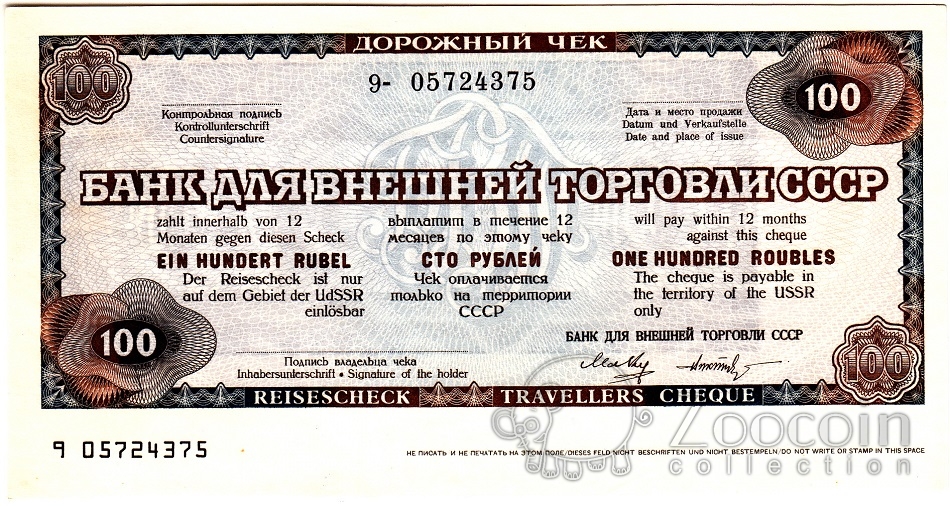 ДОРОЖНЫЙ ЧЕК
9- 05724375
100
100
Контрольная подпись
Kontrollunterschrift
Countersignature
Дата и место продажи
Datum und Verkaufstelle
Date and place of issue
БАНК ДЛЯ ВНЕШНЕЙ ТОРГОВЛИ СССР
zahlt innerhalb von 12
Monaten gegen diesen Scheck
EIN HUNDERT RUBEL
Der Reisescheck ist nur
auf dem Gebiet der UdSSR
einlösbar
выплатит в течение 12
месяцев по этому чеку
СТО РУБЛЕЙ
Чек оплачивается
только на территории
СССР
will pay within 12 months
against this cheque
ONE HUNDRED ROUBLES
The cheque is payable in
the territory of the USSR
only
БАНК ДЛЯ ВНЕШНЕЙ ТОРГОВЛИ СССР
100
100
Подпись владельца чека
Inhabersunterschrift • Signature of the holder
REISESCHECK
TRAVELLERS CHEQUE
9 05724375
НЕ ПИСАТЬ И НЕ ПЕЧАТАТЬ НА ЭТОМ ПОЛЕ/DIESES FELD NICHT BESCHRIFTEN UND NICHT BESTEMPELN/DO NOT WRITE OR STAMP IN THIS SPACE
Zoocoin
collection